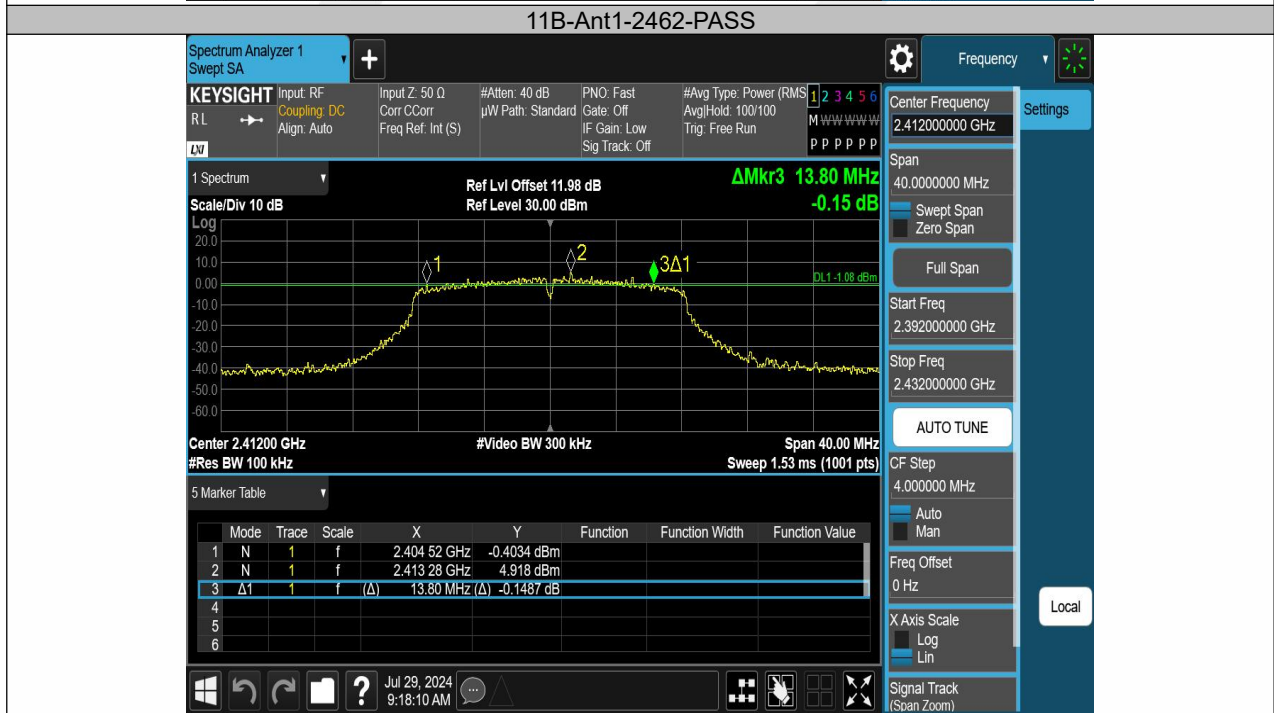 11B-Ant1-2462-PASS
Spectrum Analyzer 1
Swept SA
Frequency
KEYSIGHT
RL
LXI
Input: RF
Coupling: DC
Align: Auto
Input Z: 50 Ω
Corr CCorr
Freq Ref: Int (S)
#Atten: 40 dB
µW Path: Standard
PNO: Fast
Gate: Off
IF Gain: Low
Sig Track: Off
#Avg Type: Power (RMS
Avg|Hold: 100/100
Trig: Free Run
1 2 3 4 5 6
M W W W W W
P P P P P P
1 Spectrum
Ref Lvl Offset 11.98 dB
ΔMkr3 13.80 MHz
Scale/Div 10 dB
Ref Level 30.00 dBm
-0.15 dB
Log
20.0
10.0
0.00
-10.0
-20.0
-30.0
-40.0
-50.0
-60.0
1
2
3Δ1
DL1 -1.08 dBm
Center 2.41200 GHz
#Video BW 300 kHz
Span 40.00 MHz
#Res BW 100 kHz
Sweep 1.53 ms (1001 pts)
5 Marker Table
Mode Trace Scale X Y Function Function Width Function Value
1 N 1 f 2.404 52 GHz -0.4034 dBm
2 N 1 f 2.413 28 GHz 4.918 dBm
3 Δ1 1 f (Δ) 13.80 MHz (Δ) -0.1487 dB
4
5
6
?
Jul 29, 2024
9:18:10 AM
Center Frequency
2.412000000 GHz
Settings
Span
40.0000000 MHz
Swept Span
Zero Span
Full Span
Start Freq
2.392000000 GHz
Stop Freq
2.432000000 GHz
AUTO TUNE
CF Step
4.000000 MHz
Auto
Man
Freq Offset
0 Hz
Local
X Axis Scale
Log
Lin
Signal Track
(Span Zoom)